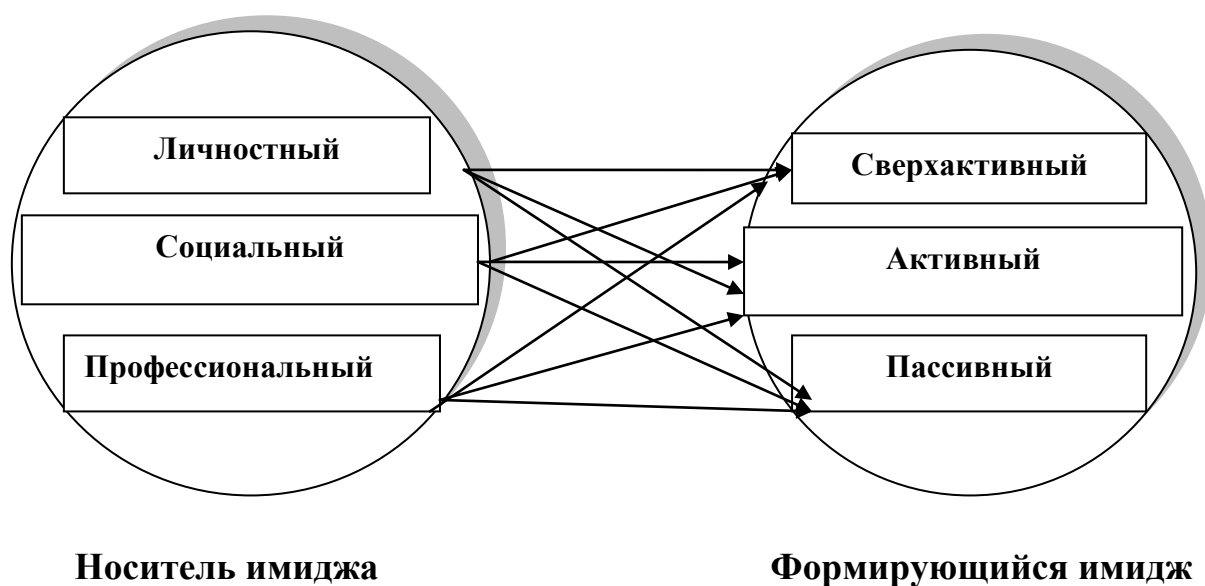 Личностный
Социальный
Профессиональный
Сверхактивный
Активный
Пассивный
Носитель имиджа
Формирующийся имидж